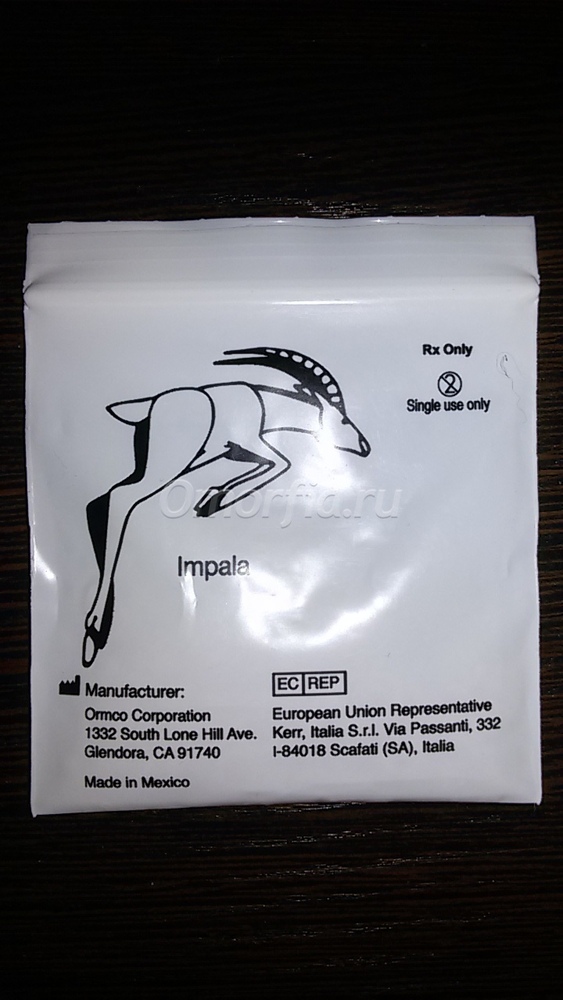 Rx Only
Single use only
Omorfia.ru
Impala
Manufacturer:
Ormco Corporation
1332 South Lone Hill Ave.
Glendora, CA 91740
Made in Mexico
EC REP
European Union Representative
Kerr, Italia S.r.l. Via Passanti, 332
I-84018 Scafati (SA), Italia